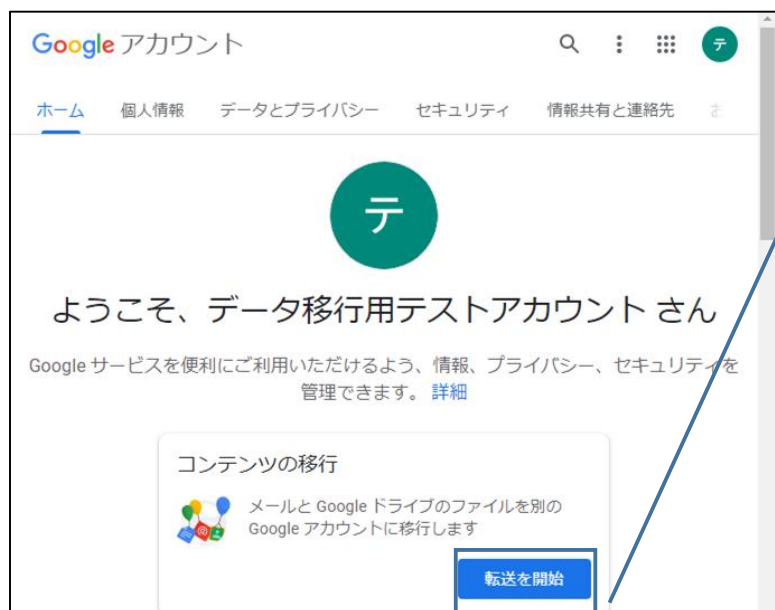 Google アカウント
テ
ホーム 個人情報 データとプライバシー セキュリティ 情報共有と連絡先 お
テ
ようこそ、データ移行用テストアカウント さん
Google サービスを便利にご利用いただけるよう、情報、プライバシー、セキュリティを
管理できます。 詳細
コンテンツの移行
メールと Google ドライブのファイルを別の
Google アカウントに移行します
転送を開始